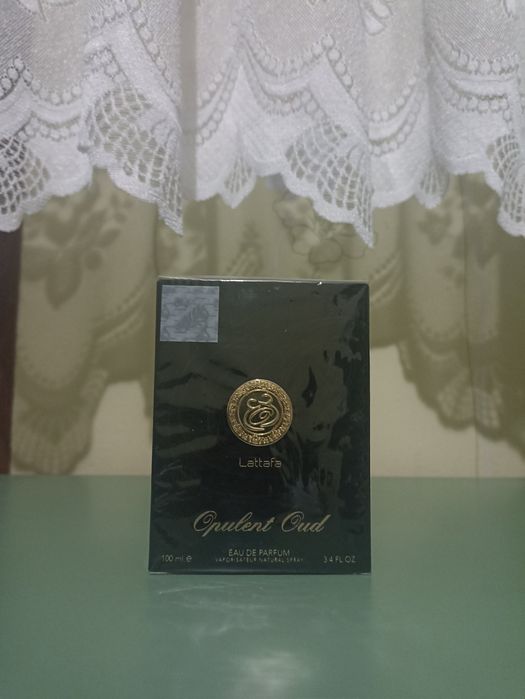 Lattafa
Opulent Oud
EAU DE PARFUM
100 ml ℮ VAPORISATEUR NATURAL SPRAY 3.4 FL OZ